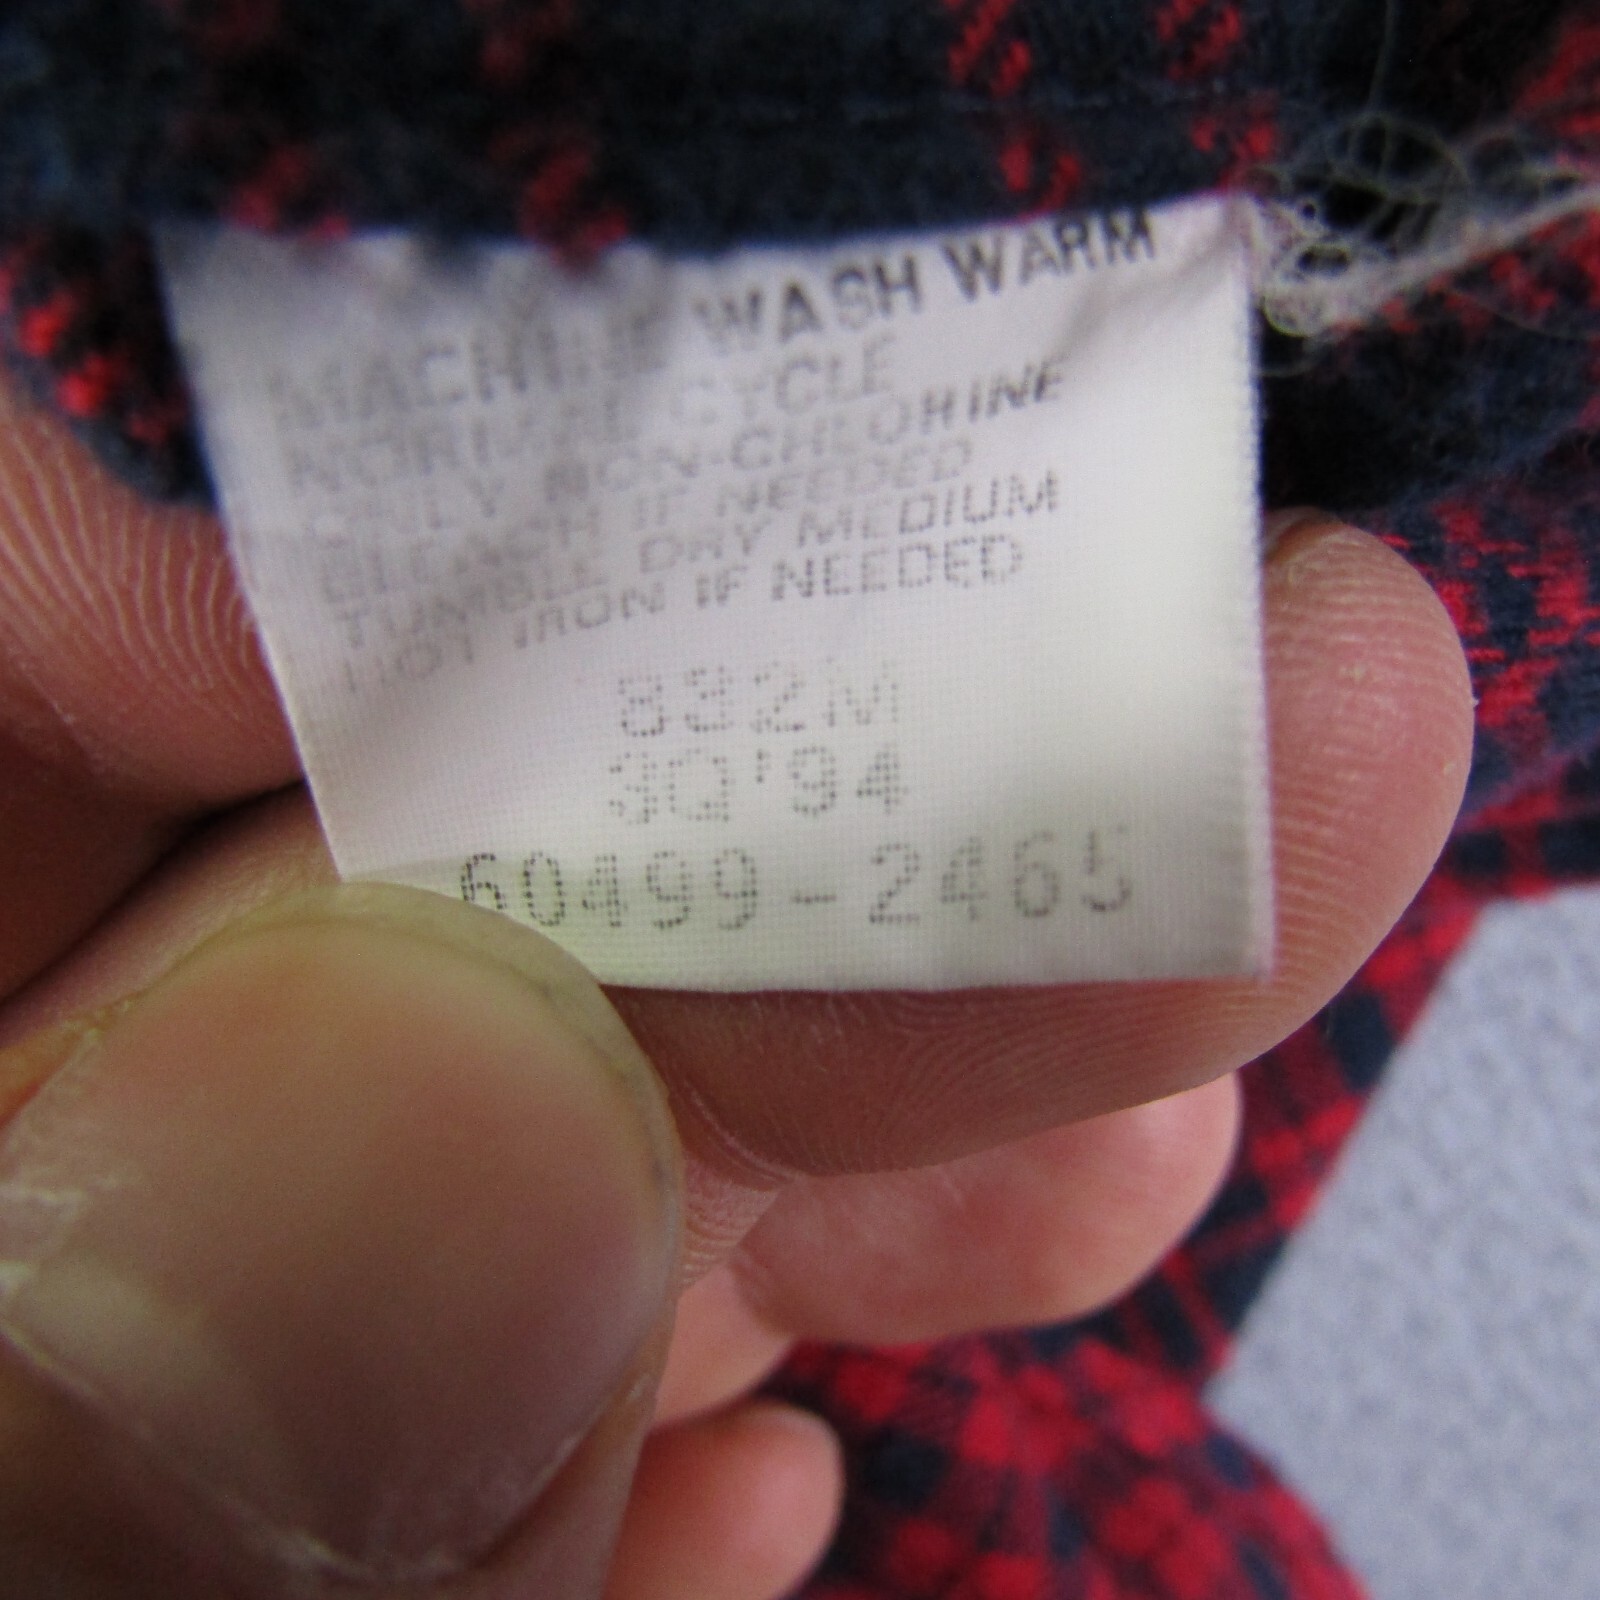 MACHINE WASH WARM
NORMAL CYCLE
ONLY NON-CHLORINE
BLEACH IF NEEDED
TUMBLE DRY MEDIUM
HOT IRON IF NEEDED
832M
3Q'94
60499-2465